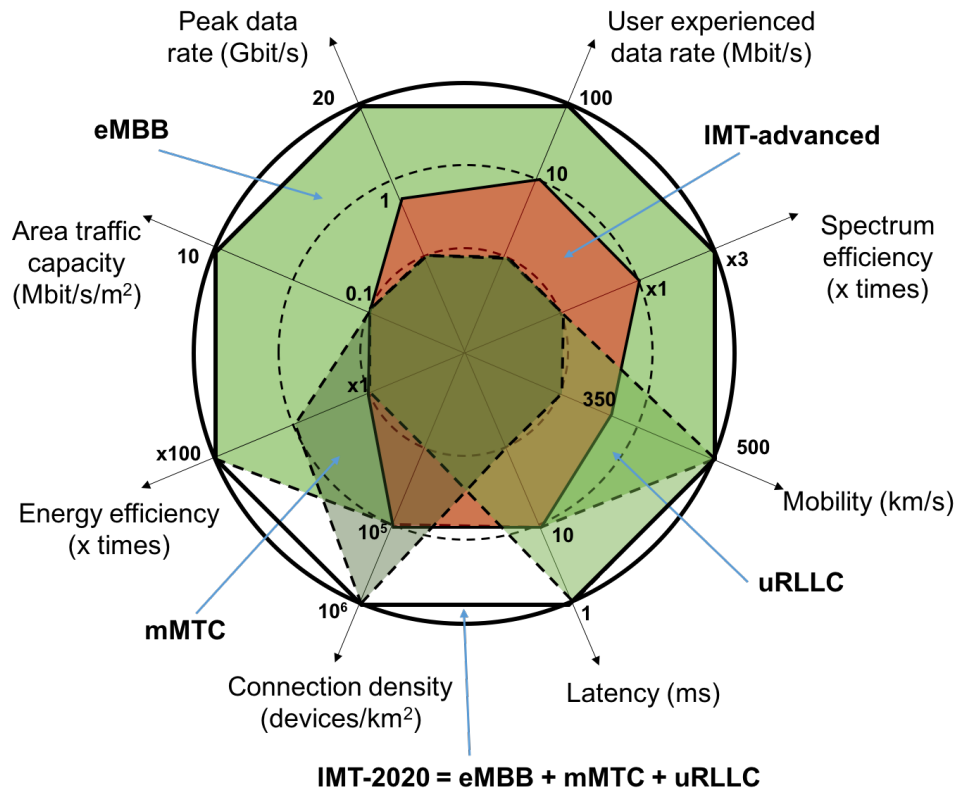 Peak data
rate (Gbit/s)
User experienced
data rate (Mbit/s)
20
100
eMBB
IMT-advanced
10
1
Area traffic
capacity
(Mbit/s/m²)
10
Spectrum
efficiency
(x times)
x3
x1
0.1
x1
350
500
x100
Mobility (km/s)
Energy efficiency
(x times)
10⁵
10
uRLLC
mMTC
10⁶
1
Connection density
(devices/km²)
Latency (ms)
IMT-2020 = eMBB + mMTC + uRLLC